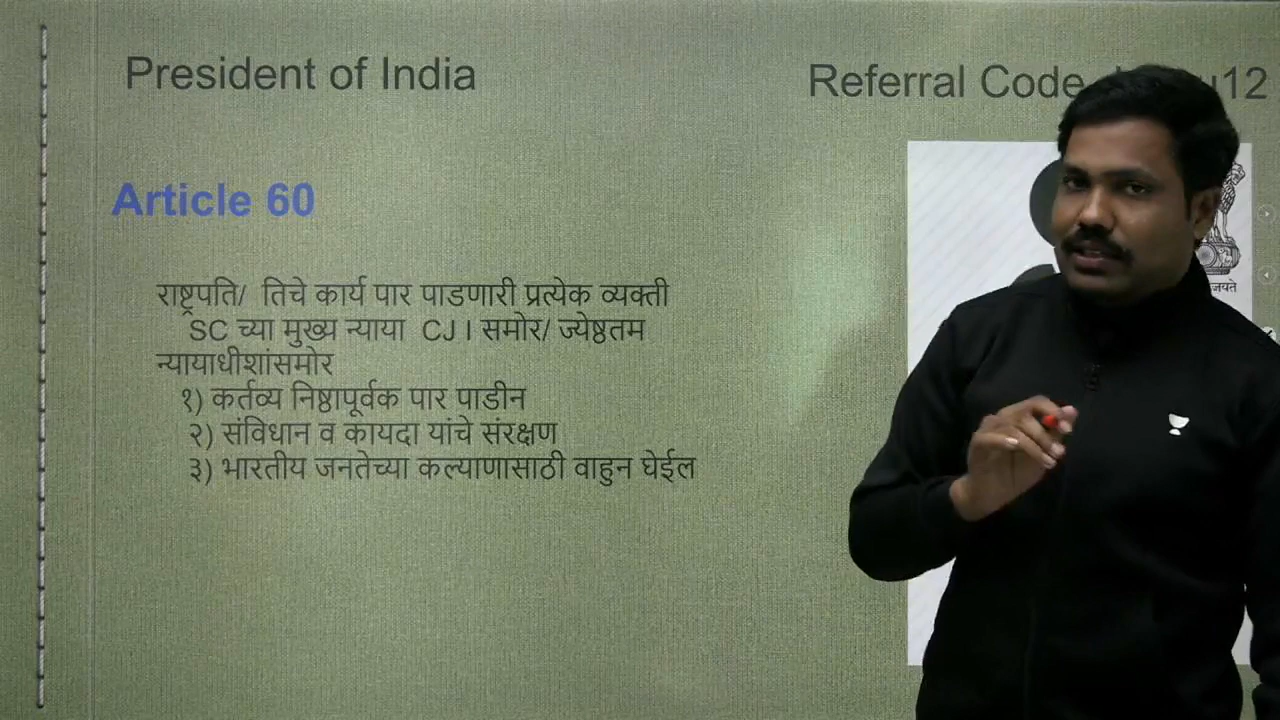 President of India
Referral Code
Article 60
राष्ट्रपति/ तिचे कार्य पार पाडणारी प्रत्येक व्यक्ती
SC च्या मुख्य न्याया CJ I समोर/ ज्येष्ठतम
न्यायाधीशांसमोर
१) कर्तव्य निष्ठापूर्वक पार पाडीन
२) संविधान व कायदा यांचे संरक्षण
३) भारतीय जनतेच्या कल्याणासाठी वाहुन घेईल